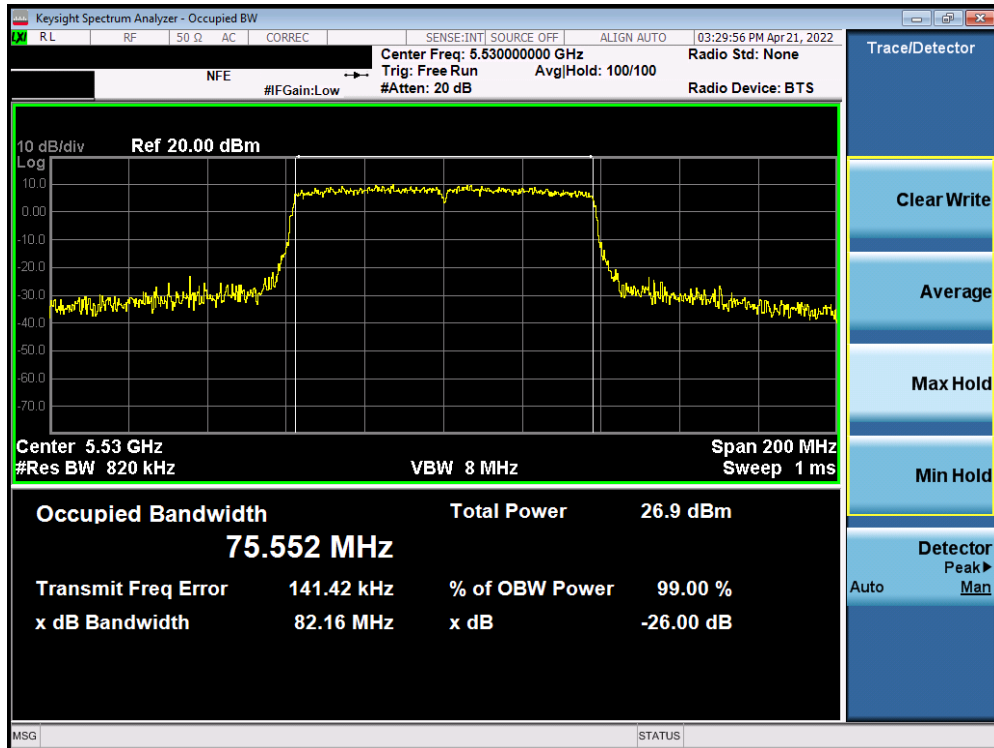 Keysight Spectrum Analyzer - Occupied BW
LXI RL RF 50 Ω AC CORREC SENSE:INT SOURCE OFF ALIGN AUTO 03:29:56 PM Apr 21, 2022
Center Freq: 5.530000000 GHz Radio Std: None
NFE Trig: Free Run Avg|Hold: 100/100
#IFGain:Low #Atten: 20 dB Radio Device: BTS
10 dB/div Ref 20.00 dBm
Log
10.0
0.00
-10.0
-20.0
-30.0
-40.0
-50.0
-60.0
-70.0
Center 5.53 GHz Span 200 MHz
#Res BW 820 kHz VBW 8 MHz Sweep 1 ms
Occupied Bandwidth Total Power 26.9 dBm
75.552 MHz
Transmit Freq Error 141.42 kHz % of OBW Power 99.00 %
x dB Bandwidth 82.16 MHz x dB -26.00 dB
Trace/Detector
Clear Write
Average
Max Hold
Min Hold
Detector
Peak▶
Auto Man
MSG STATUS